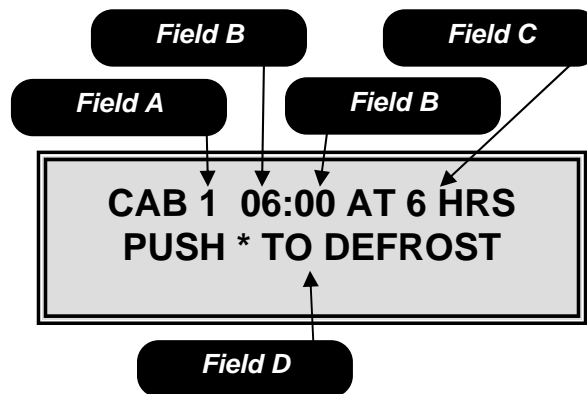 Field B
Field C
Field A
Field B
CAB 1 06:00 AT 6 HRS
PUSH * TO DEFROST
Field D